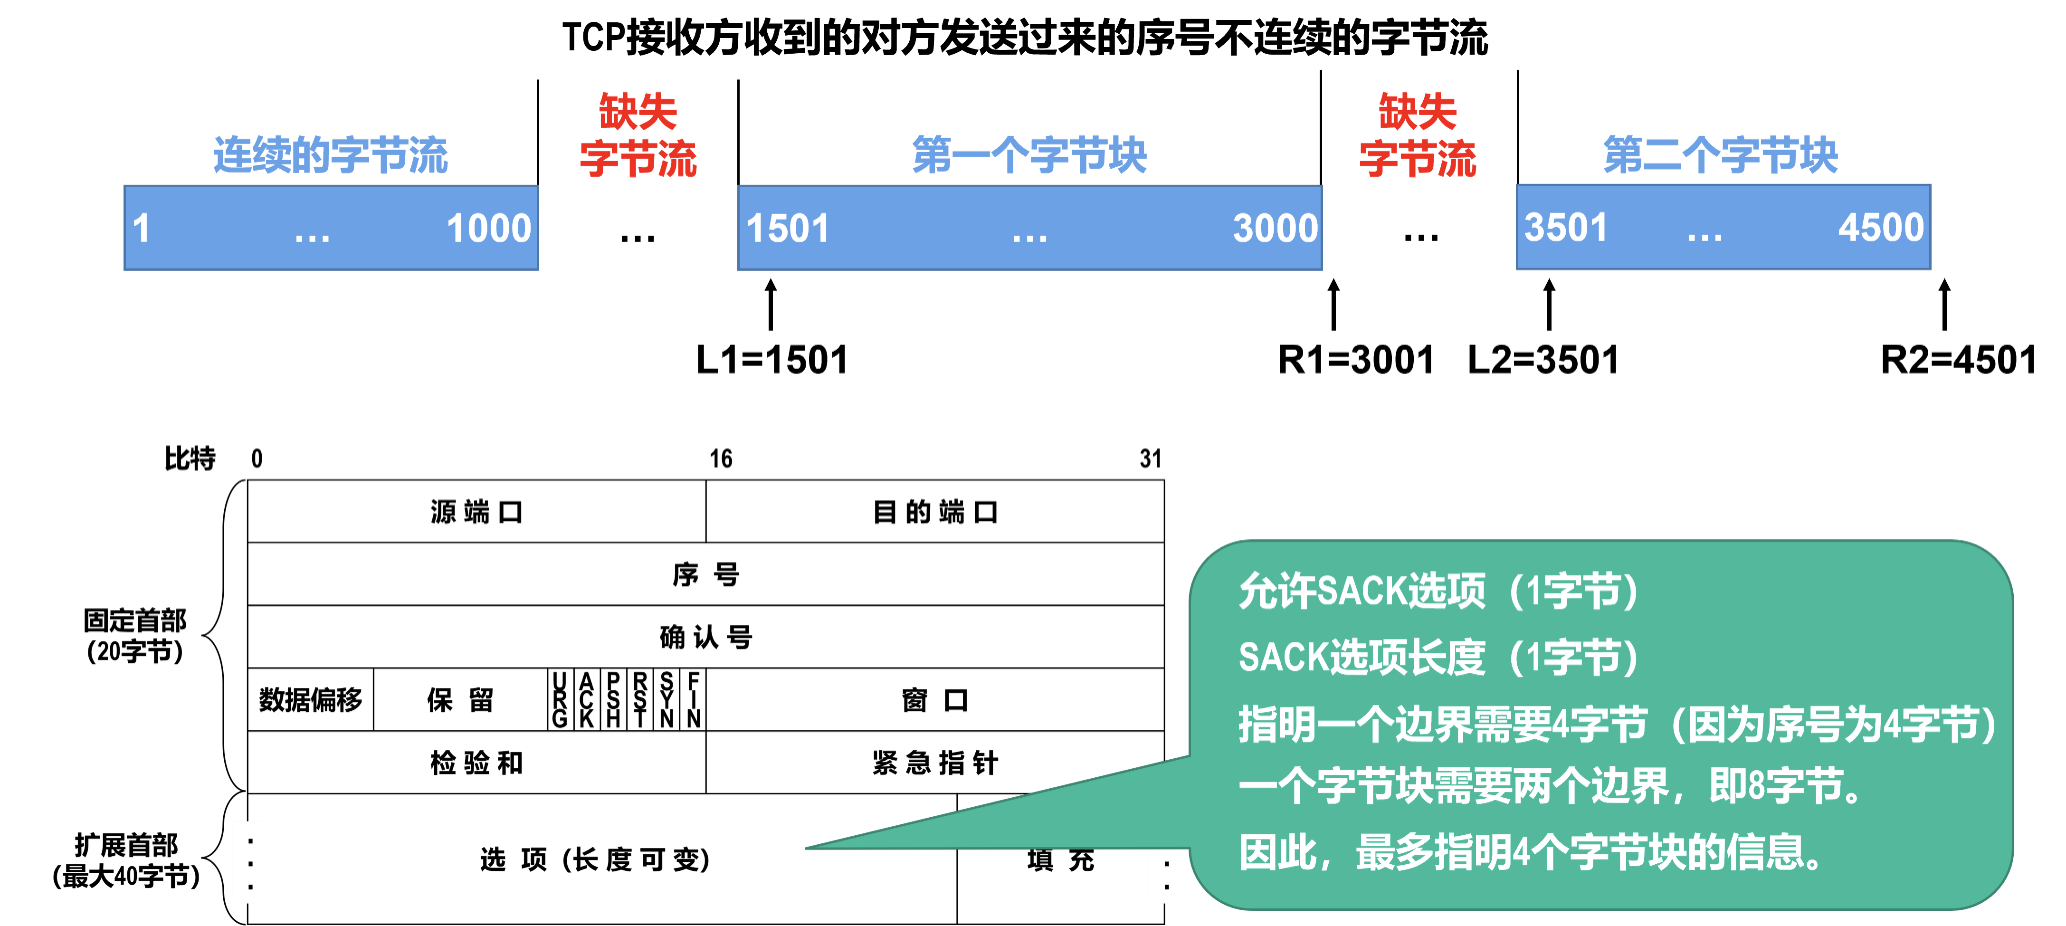 TCP接收方收到的对方发送过来的序号不连续的字节流
连续的字节流
缺失
字节流
第一个字节块
缺失
字节流
第二个字节块
1 … 1000
…
1501 … 3000
…
3501 … 4500
L1=1501
R1=3001
L2=3501
R2=4501
比特 0 16 31
源端口 目的端口
序号
确认号
数据偏移 保留 URG ACK PSH RST SYN FIN 窗口
检验和 紧急指针
选项 (长度可变) 填充
固定首部
(20字节)
扩展首部
(最大40字节)
允许SACK选项（1字节）
SACK选项长度（1字节）
指明一个边界需要4字节（因为序号为4字节）
一个字节块需要两个边界，即8字节。
因此，最多指明4个字节块的信息。